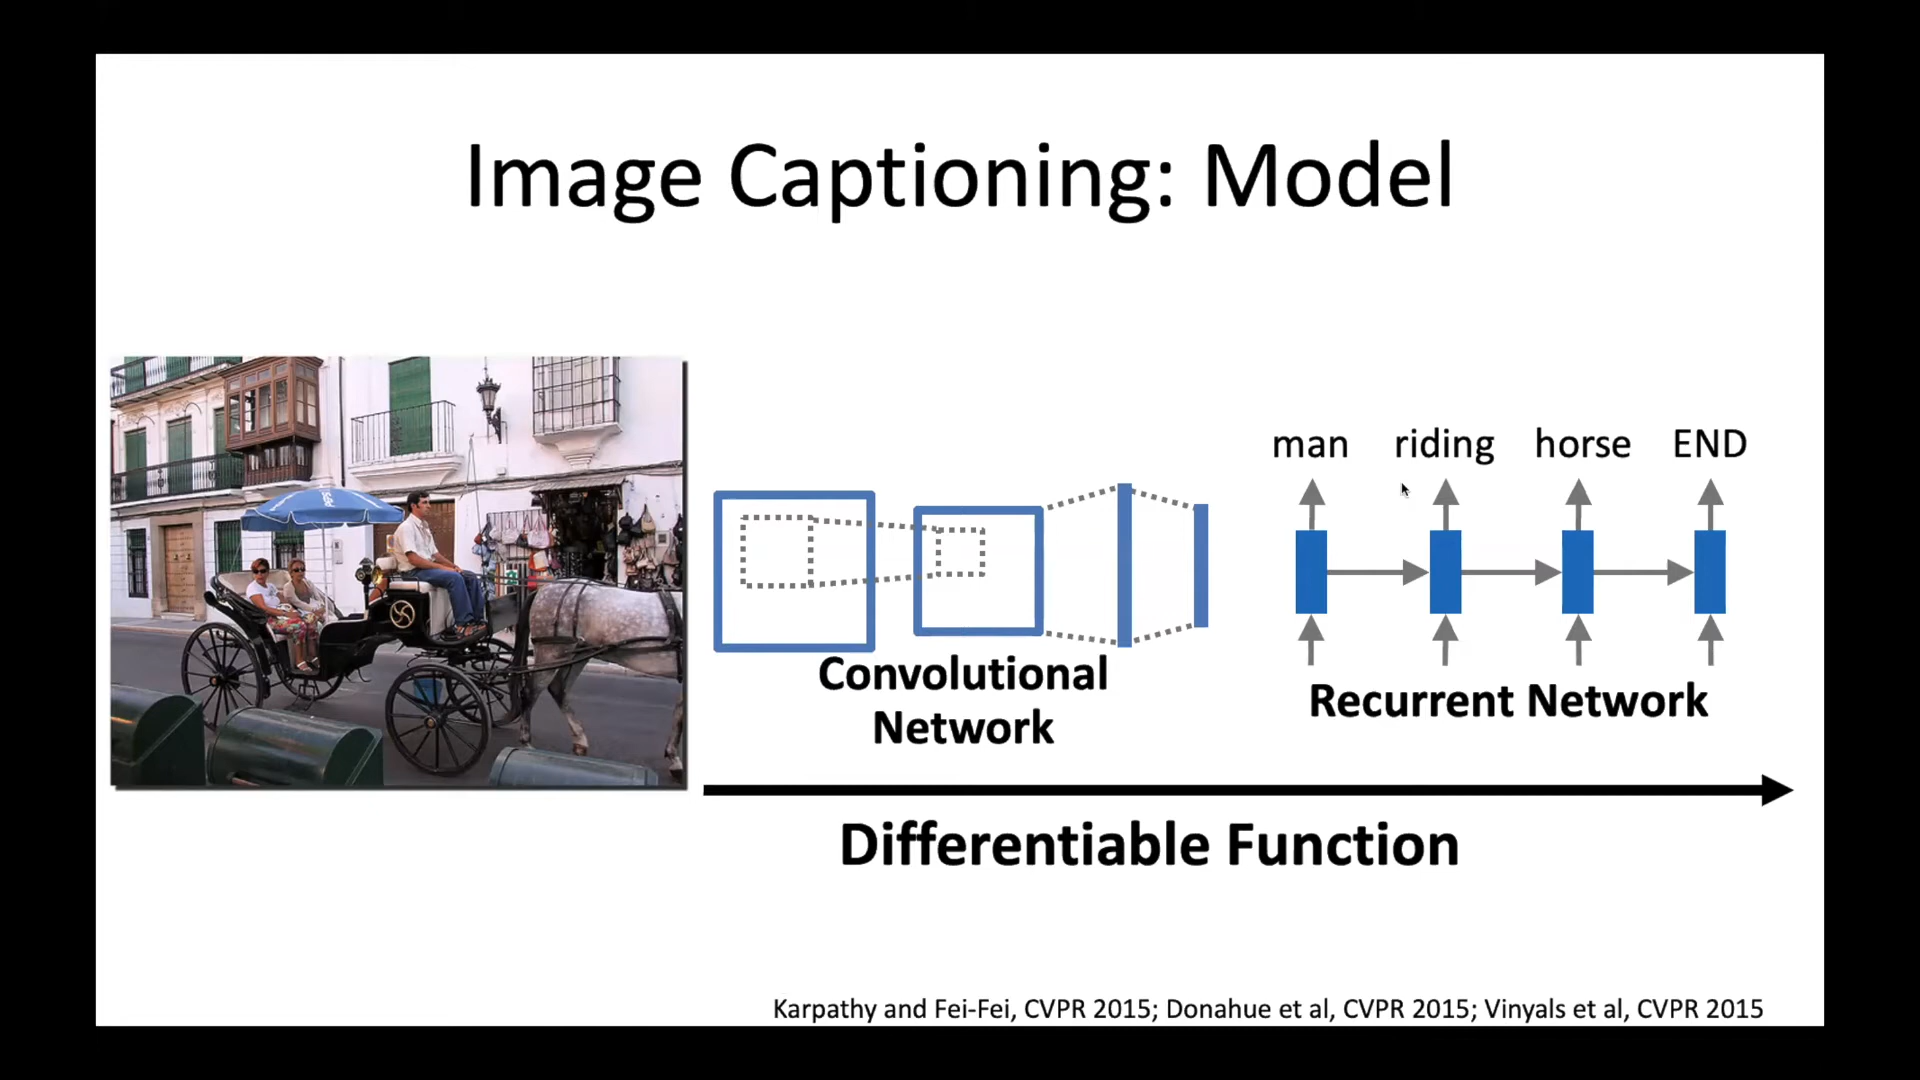 Image Captioning: Model
man riding horse END
Convolutional
Network
Recurrent Network
Differentiable Function
Karpathy and Fei-Fei, CVPR 2015; Donahue et al, CVPR 2015; Vinyals et al, CVPR 2015